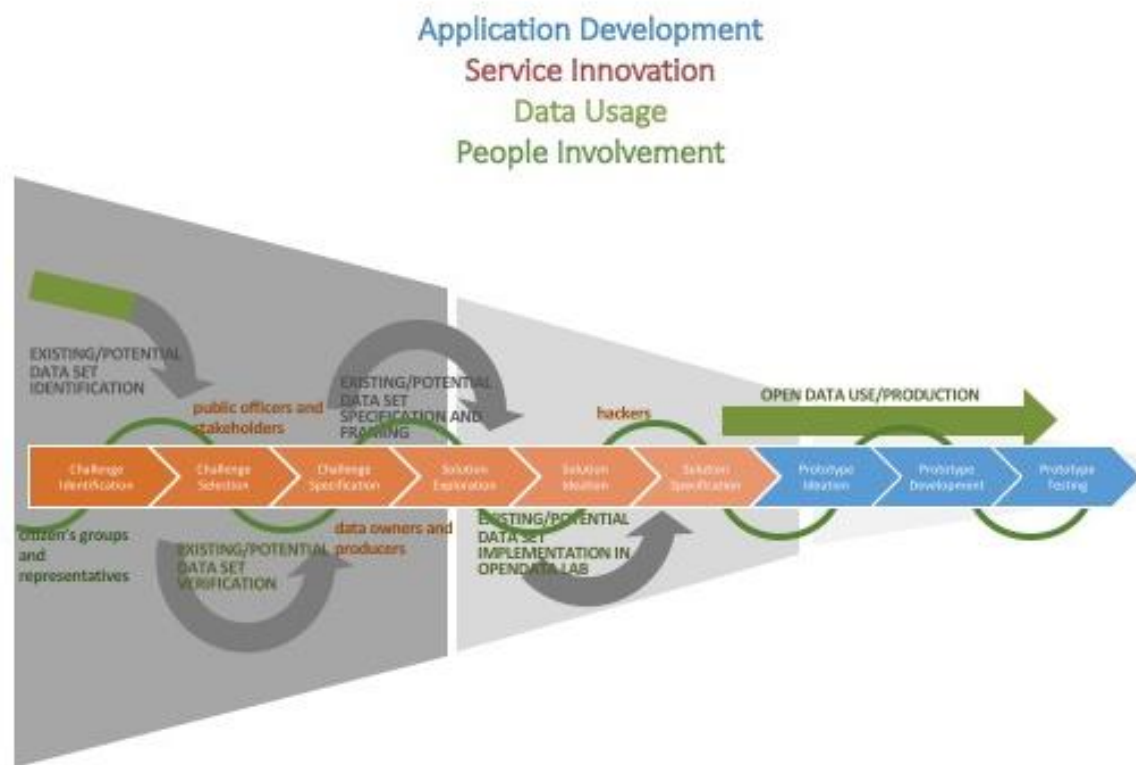 Application Development
Service Innovation
Data Usage
People Involvement
EXISTING/POTENTIAL
DATA SET
IDENTIFICATION
public officers and
stakeholders
EXISTING/POTENTIAL
DATA SET
SPECIFICATION AND
FRAMING
hackers
OPEN DATA USE/PRODUCTION
Challenge
Identification
Challenge
Selection
Challenge
Specification
Solution
Exploration
Solution
Ideation
Solution
Specification
Prototype
Ideation
Prototype
Development
Prototype
Testing
citizen's groups
and
representatives
EXISTING/POTENTIAL
DATA SET
VERIFICATION
data owners and
producers
EXISTING/POTENTIAL
DATA SET
IMPLEMENTATION IN
OPENDATA LAB